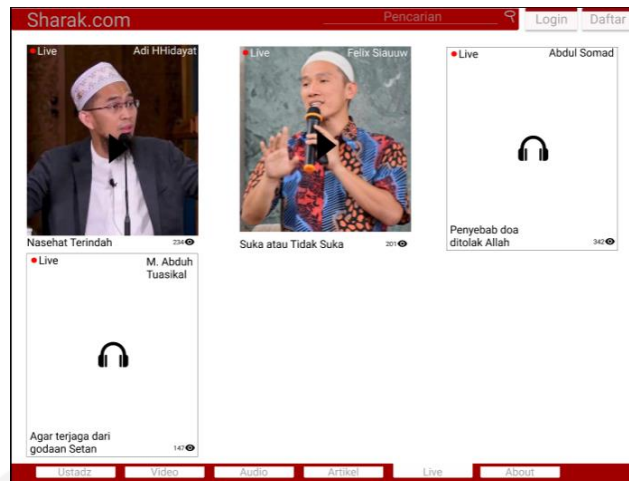 Sharak.com Pencarian Login Daftar
Live Adi HHidayat
Live Felix Siauuw
Live Abdul Somad
Nasehat Terindah 234
Suka atau Tidak Suka 201
Penyebab doa
ditolak Allah 342
Live M. Abduh
Tuasikal
Agar terjaga dari
godaan Setan 147
Ustadz Video Audio Artikel Live About